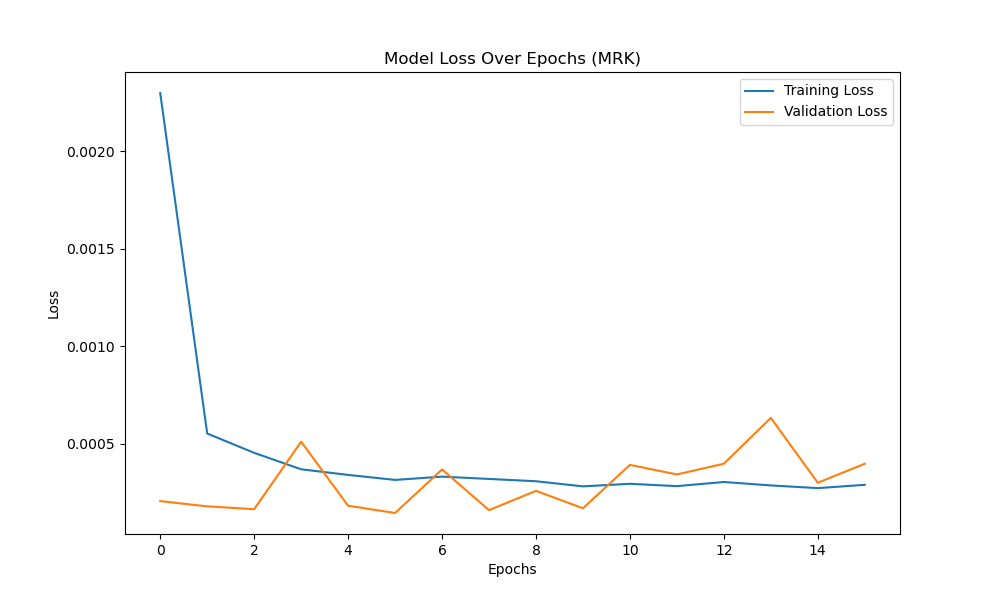 Model Loss Over Epochs (MRK)
Training Loss
Validation Loss
0.0020
0.0015
0.0010
0.0005
Loss
0 2 4 6 8 10 12 14
Epochs